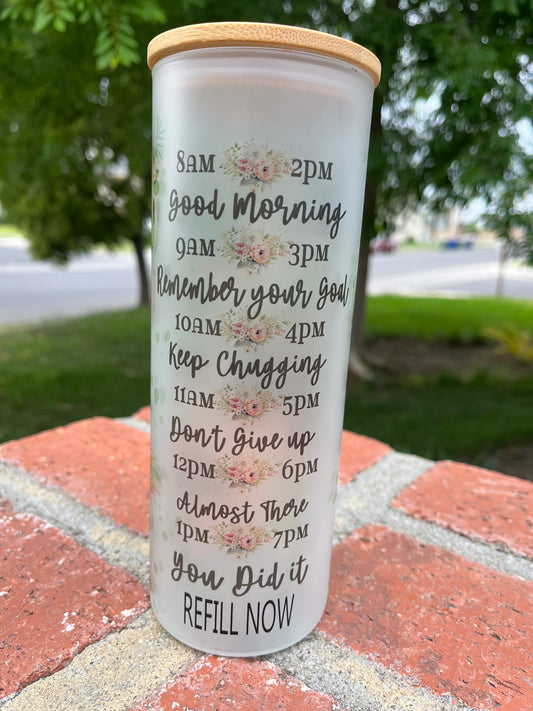 8AM 2PM
Good Morning
9AM 3PM
Remember your Goal
10AM 4PM
Keep Chugging
11AM 5PM
Don't Give up
12PM 6PM
Almost There
1PM 7PM
You Did it
REFILL NOW